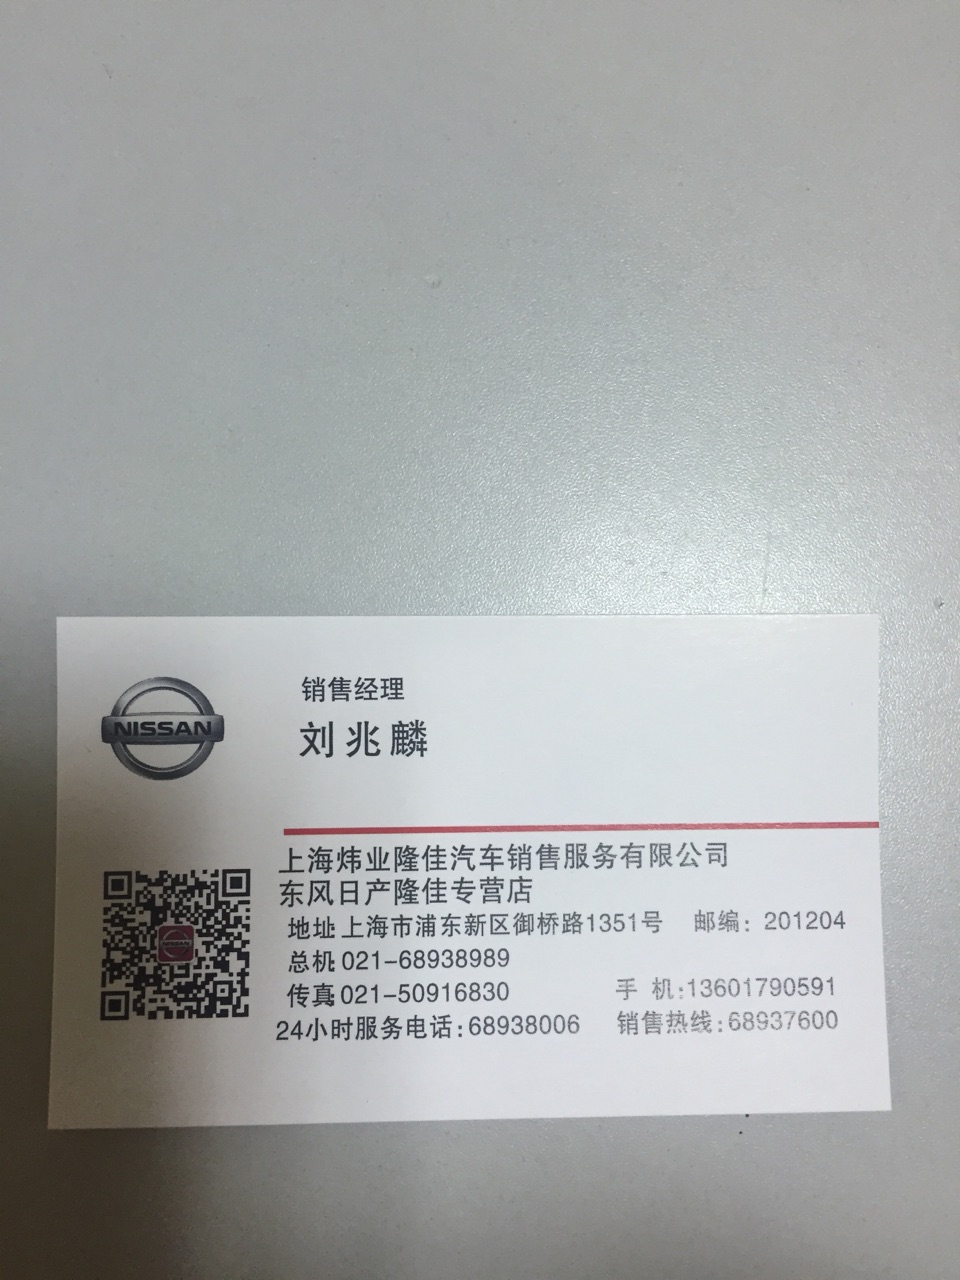 NISSAN
销售经理
刘兆麟
上海炜业隆佳汽车销售服务有限公司
东风日产隆佳专营店
地址:上海市浦东新区御桥路1351号 邮编: 201204
总机:021-68938989
传真:021-50916830 手 机:13601790591
24小时服务电话:68938006 销售热线:68937600
NISSAN